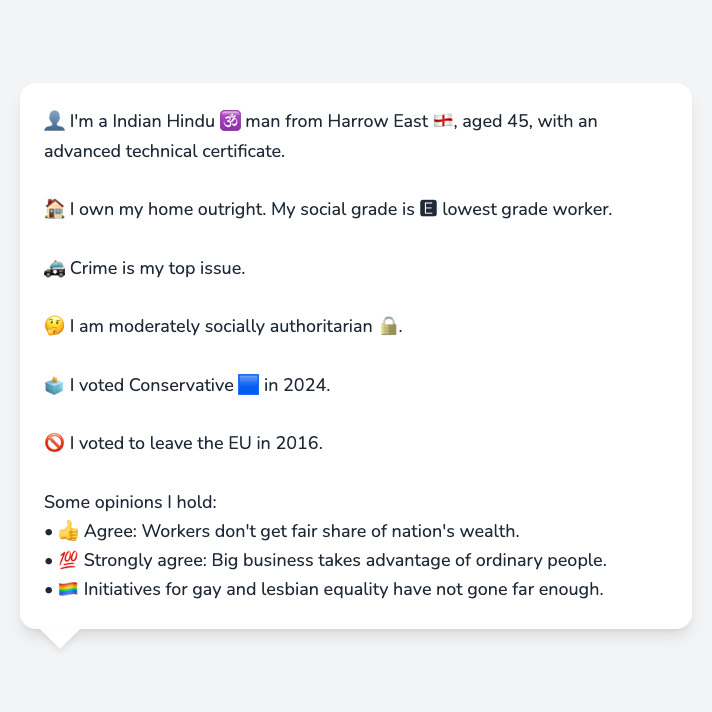 👤 I'm a Indian Hindu 🕉️ man from Harrow East 🏴󠁧󠁢󠁥󠁮󠁧󠁿, aged 45, with an
advanced technical certificate.
🏠 I own my home outright. My social grade is 🅴 lowest grade worker.
🚓 Crime is my top issue.
🤔 I am moderately socially authoritarian 🔒.
🗳️ I voted Conservative 🟦 in 2024.
🚫 I voted to leave the EU in 2016.
Some opinions I hold:
• 👍 Agree: Workers don't get fair share of nation's wealth.
• 💯 Strongly agree: Big business takes advantage of ordinary people.
• 🏳️‍🌈 Initiatives for gay and lesbian equality have not gone far enough.